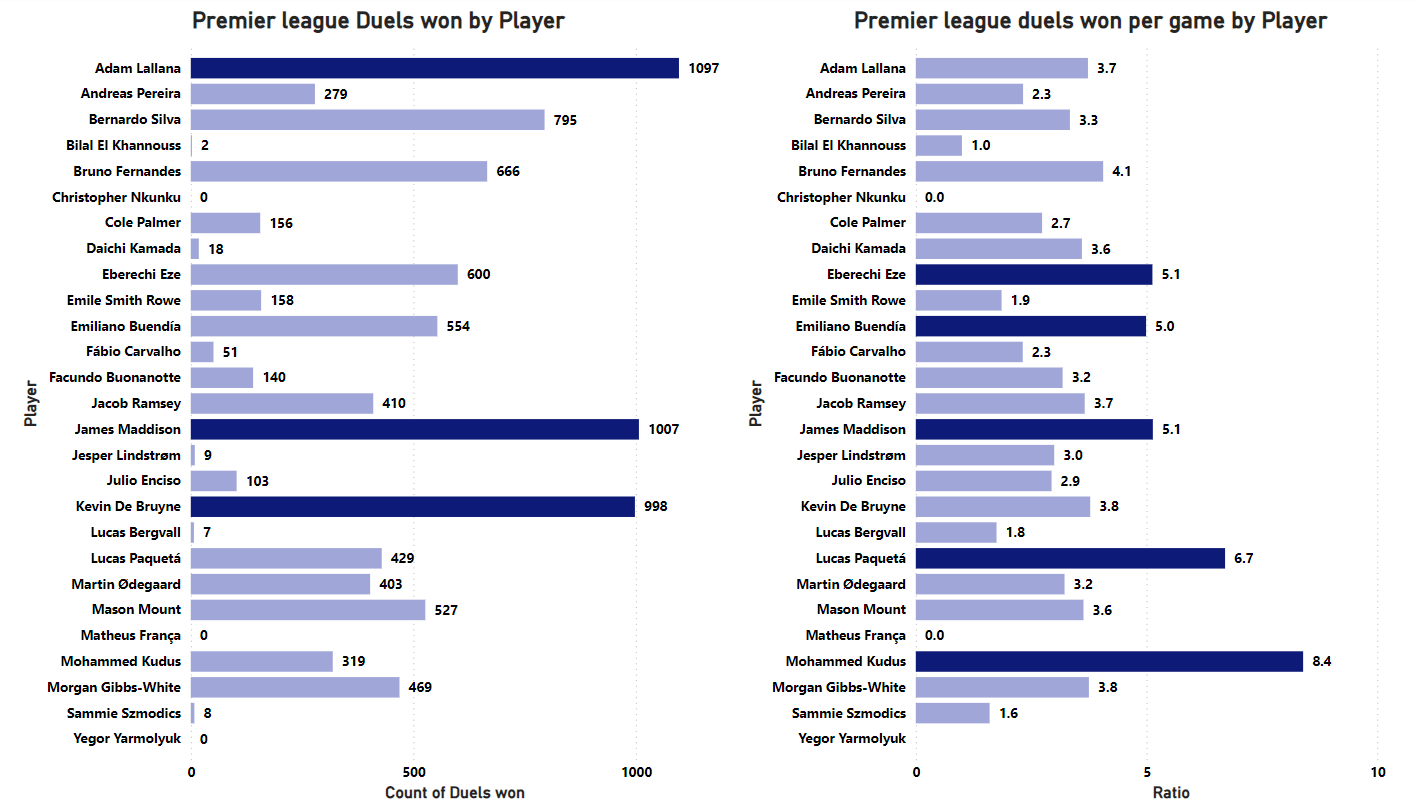 Premier league Duels won by Player
Player
Adam Lallana 1097
Andreas Pereira 279
Bernardo Silva 795
Bilal El Khannouss 2
Bruno Fernandes 666
Christopher Nkunku 0
Cole Palmer 156
Daichi Kamada 18
Eberechi Eze 600
Emile Smith Rowe 158
Emiliano Buendía 554
Fábio Carvalho 51
Facundo Buonanotte 140
Jacob Ramsey 410
James Maddison 1007
Jesper Lindstrøm 9
Julio Enciso 103
Kevin De Bruyne 998
Lucas Bergvall 7
Lucas Paquetá 429
Martin Ødegaard 403
Mason Mount 527
Matheus França 0
Mohammed Kudus 319
Morgan Gibbs-White 469
Sammie Szmodics 8
Yegor Yarmolyuk 0
0 500 1000
Count of Duels won
Premier league duels won per game by Player
Player
Adam Lallana 3.7
Andreas Pereira 2.3
Bernardo Silva 3.3
Bilal El Khannouss 1.0
Bruno Fernandes 4.1
Christopher Nkunku 0.0
Cole Palmer 2.7
Daichi Kamada 3.6
Eberechi Eze 5.1
Emile Smith Rowe 1.9
Emiliano Buendía 5.0
Fábio Carvalho 2.3
Facundo Buonanotte 3.2
Jacob Ramsey 3.7
James Maddison 5.1
Jesper Lindstrøm 3.0
Julio Enciso 2.9
Kevin De Bruyne 3.8
Lucas Bergvall 1.8
Lucas Paquetá 6.7
Martin Ødegaard 3.2
Mason Mount 3.6
Matheus França 0.0
Mohammed Kudus 8.4
Morgan Gibbs-White 3.8
Sammie Szmodics 1.6
Yegor Yarmolyuk
0 5 10
Ratio